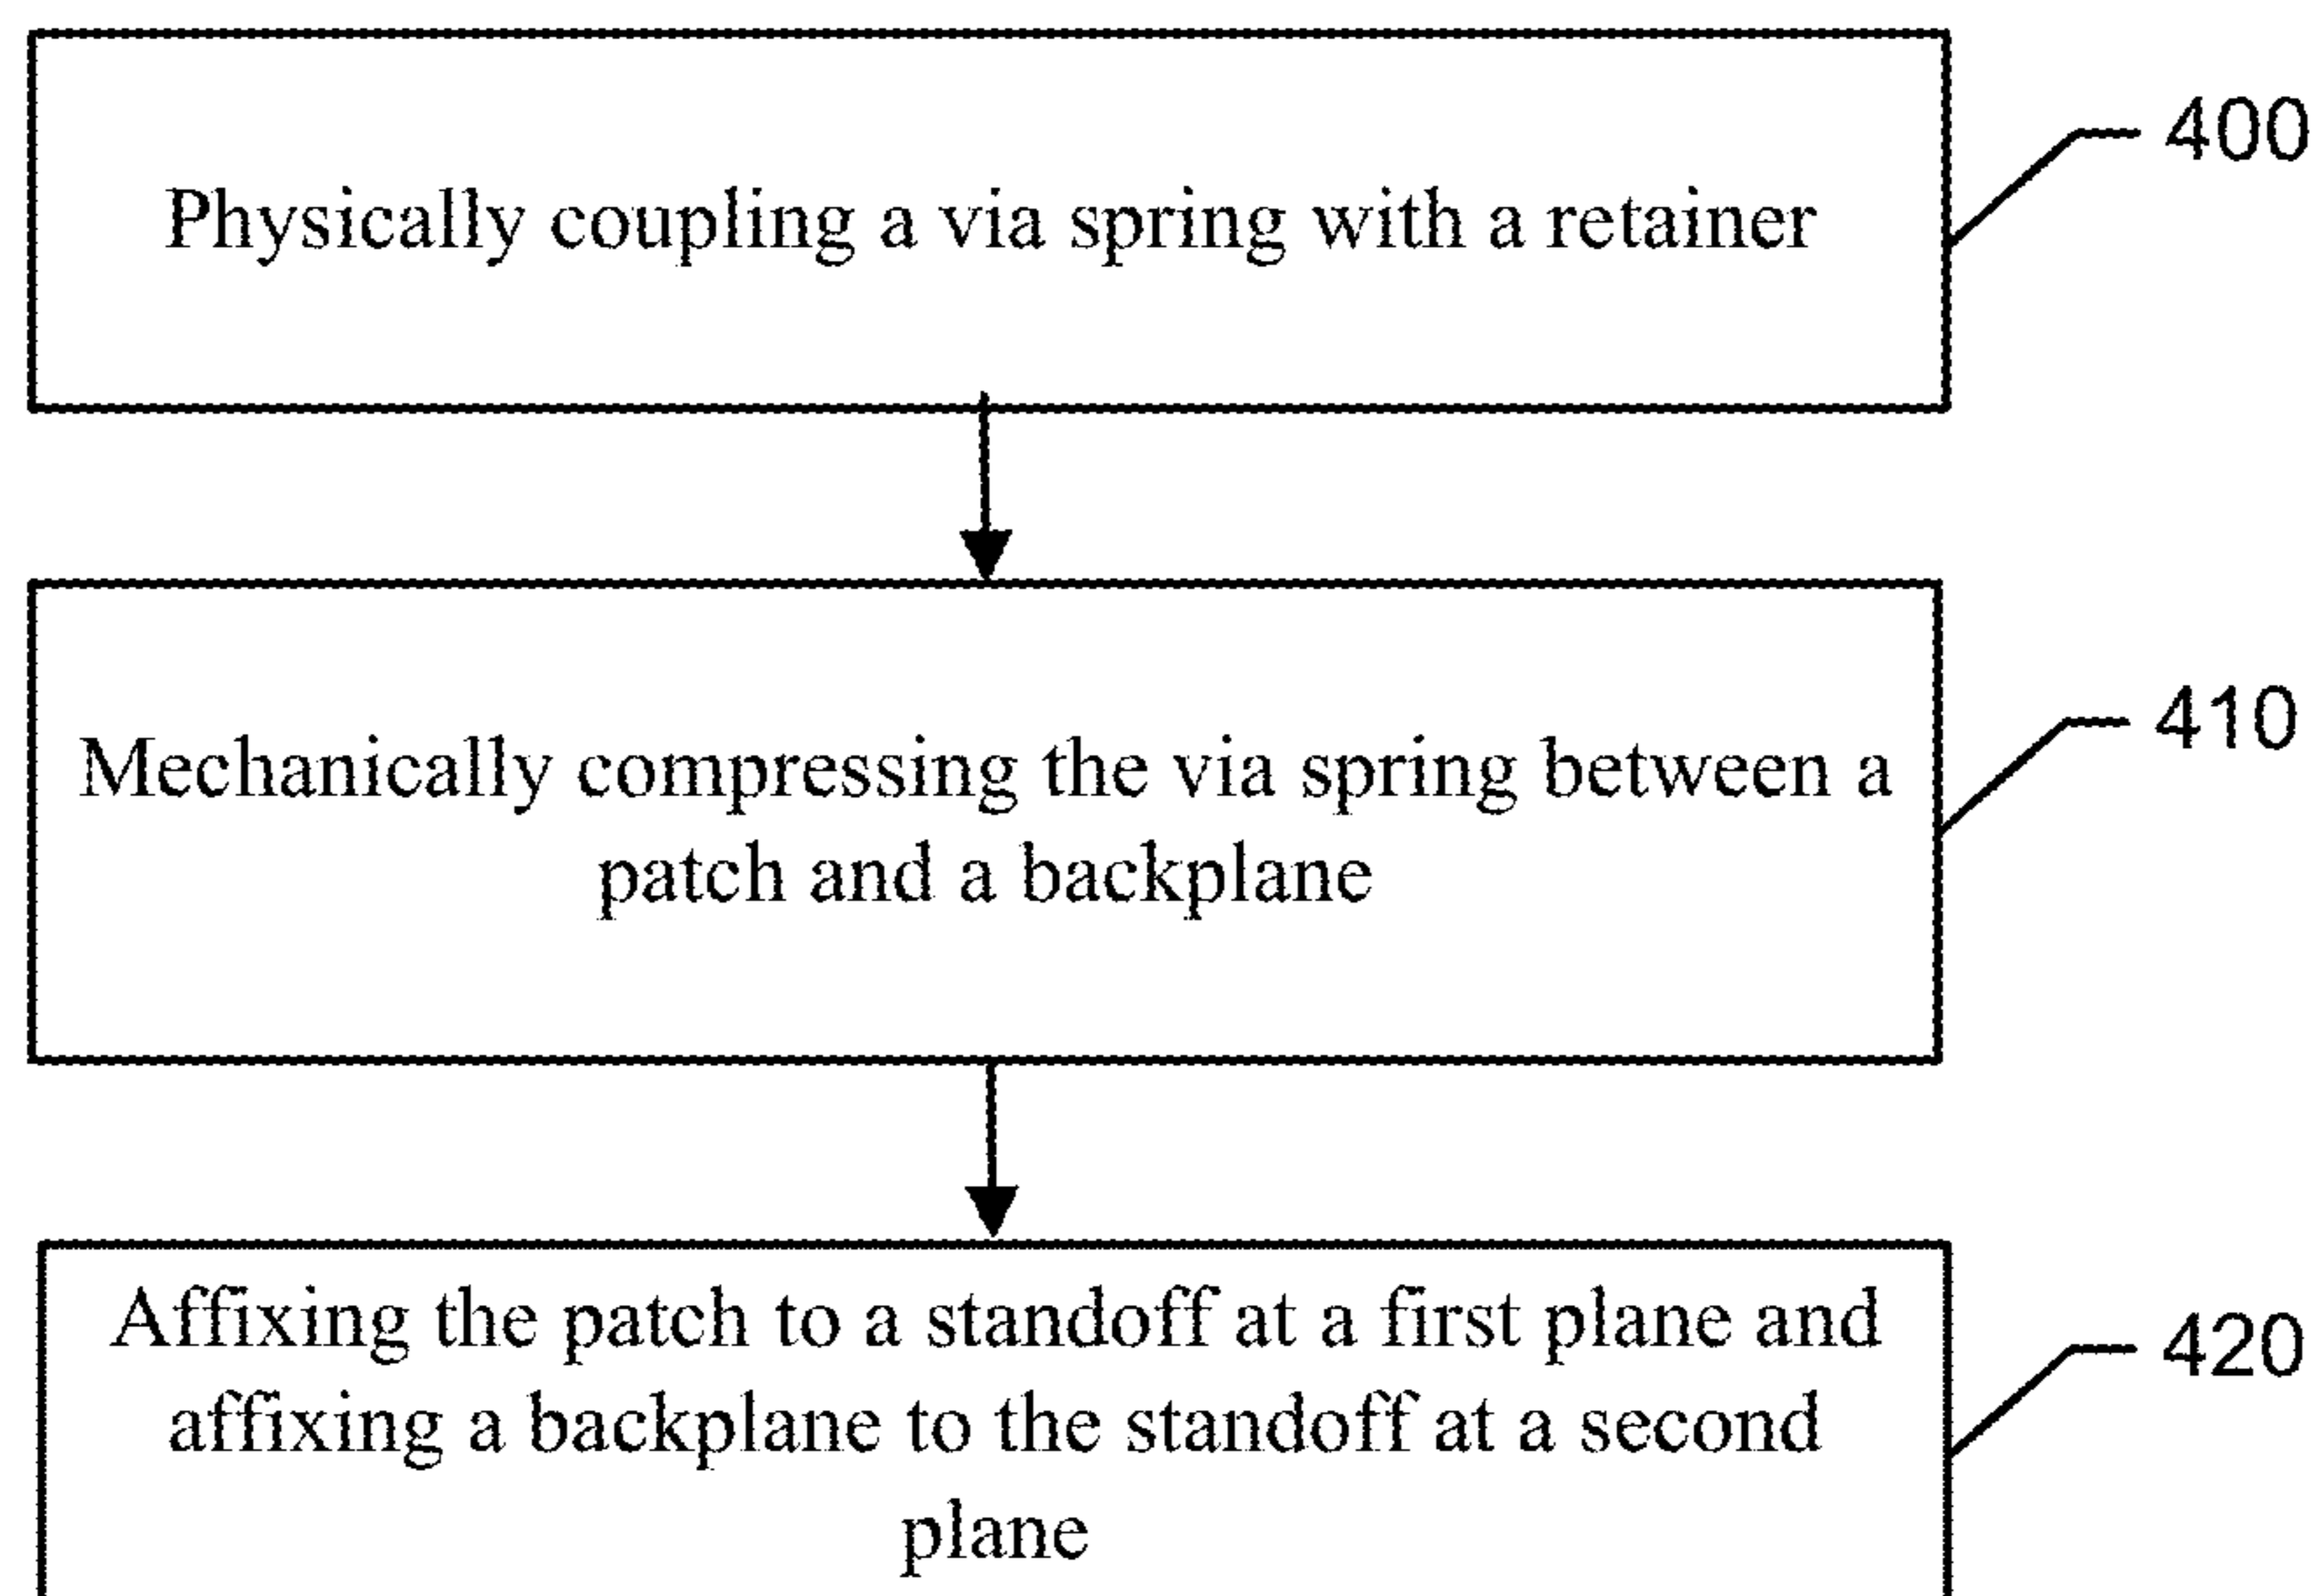 Physically coupling a via spring with a retainer
400
Mechanically compressing the via spring between a
patch and a backplane
410
Affixing the patch to a standoff at a first plane and
affixing a backplane to the standoff at a second
plane
420